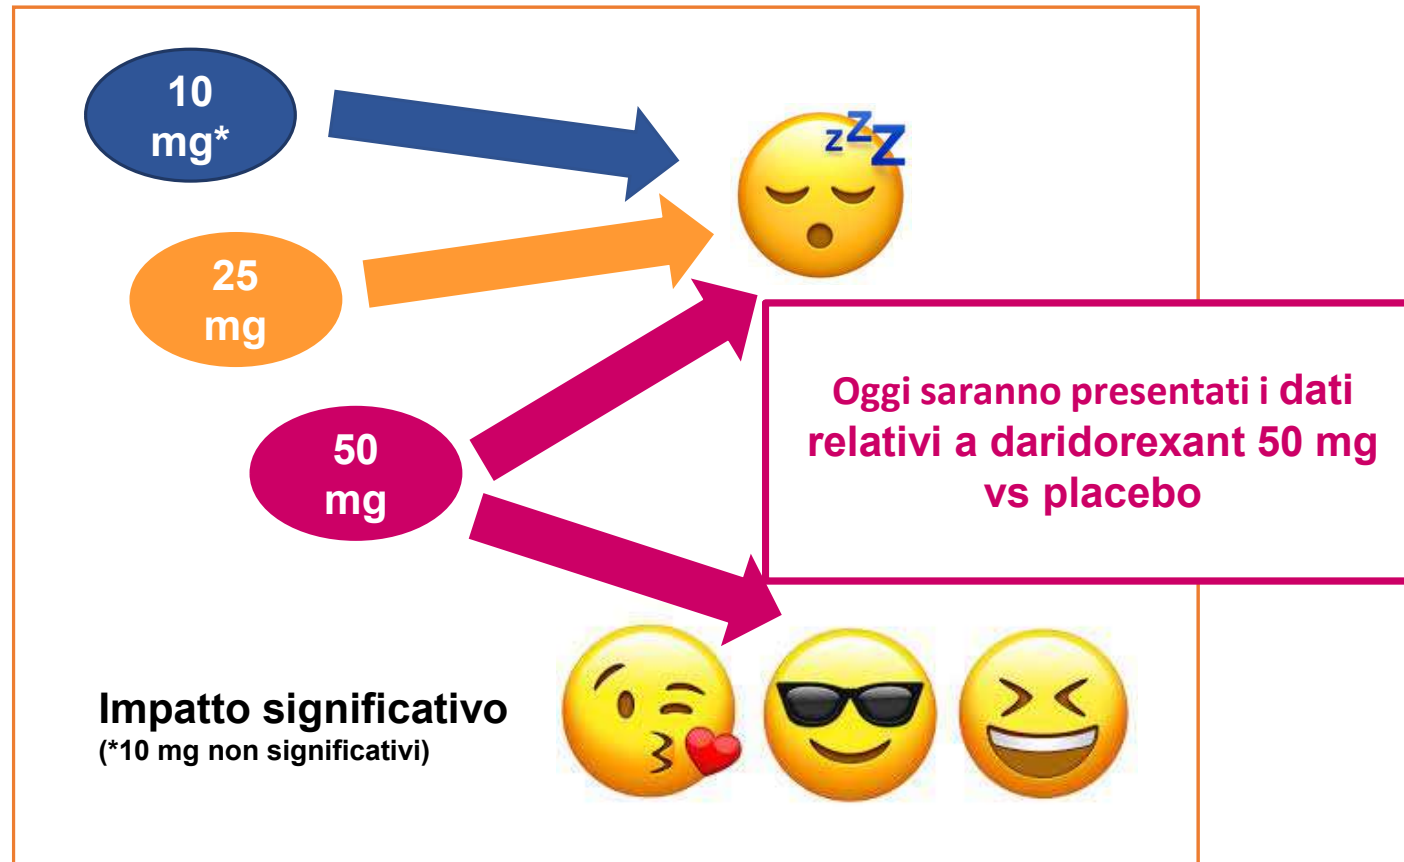 10
mg*
25
mg
50
mg
zzz
Oggi saranno presentati i dati
relativi a daridorexant 50 mg
vs placebo
Impatto significativo
(*10 mg non significativi)